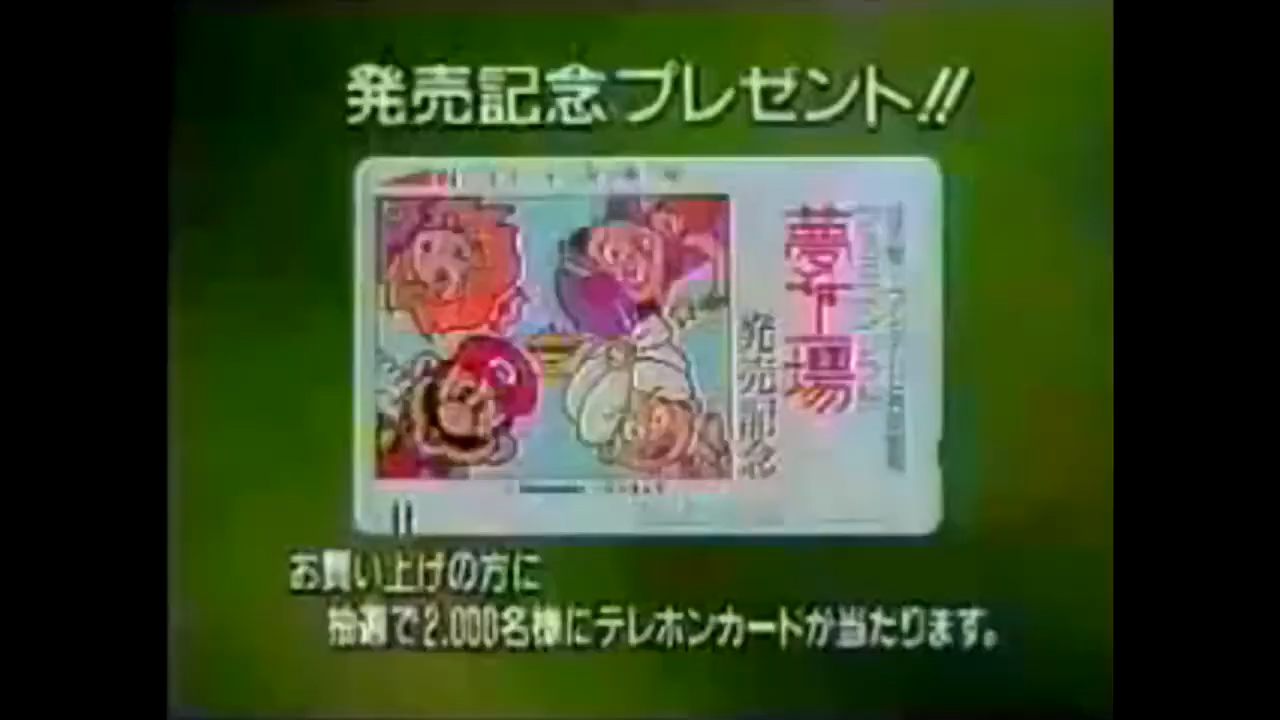 発売記念プレゼント!!
夢工場
発売記念
お買い上げの方に
抽選で2,000名様にテレホンカードが当たります。